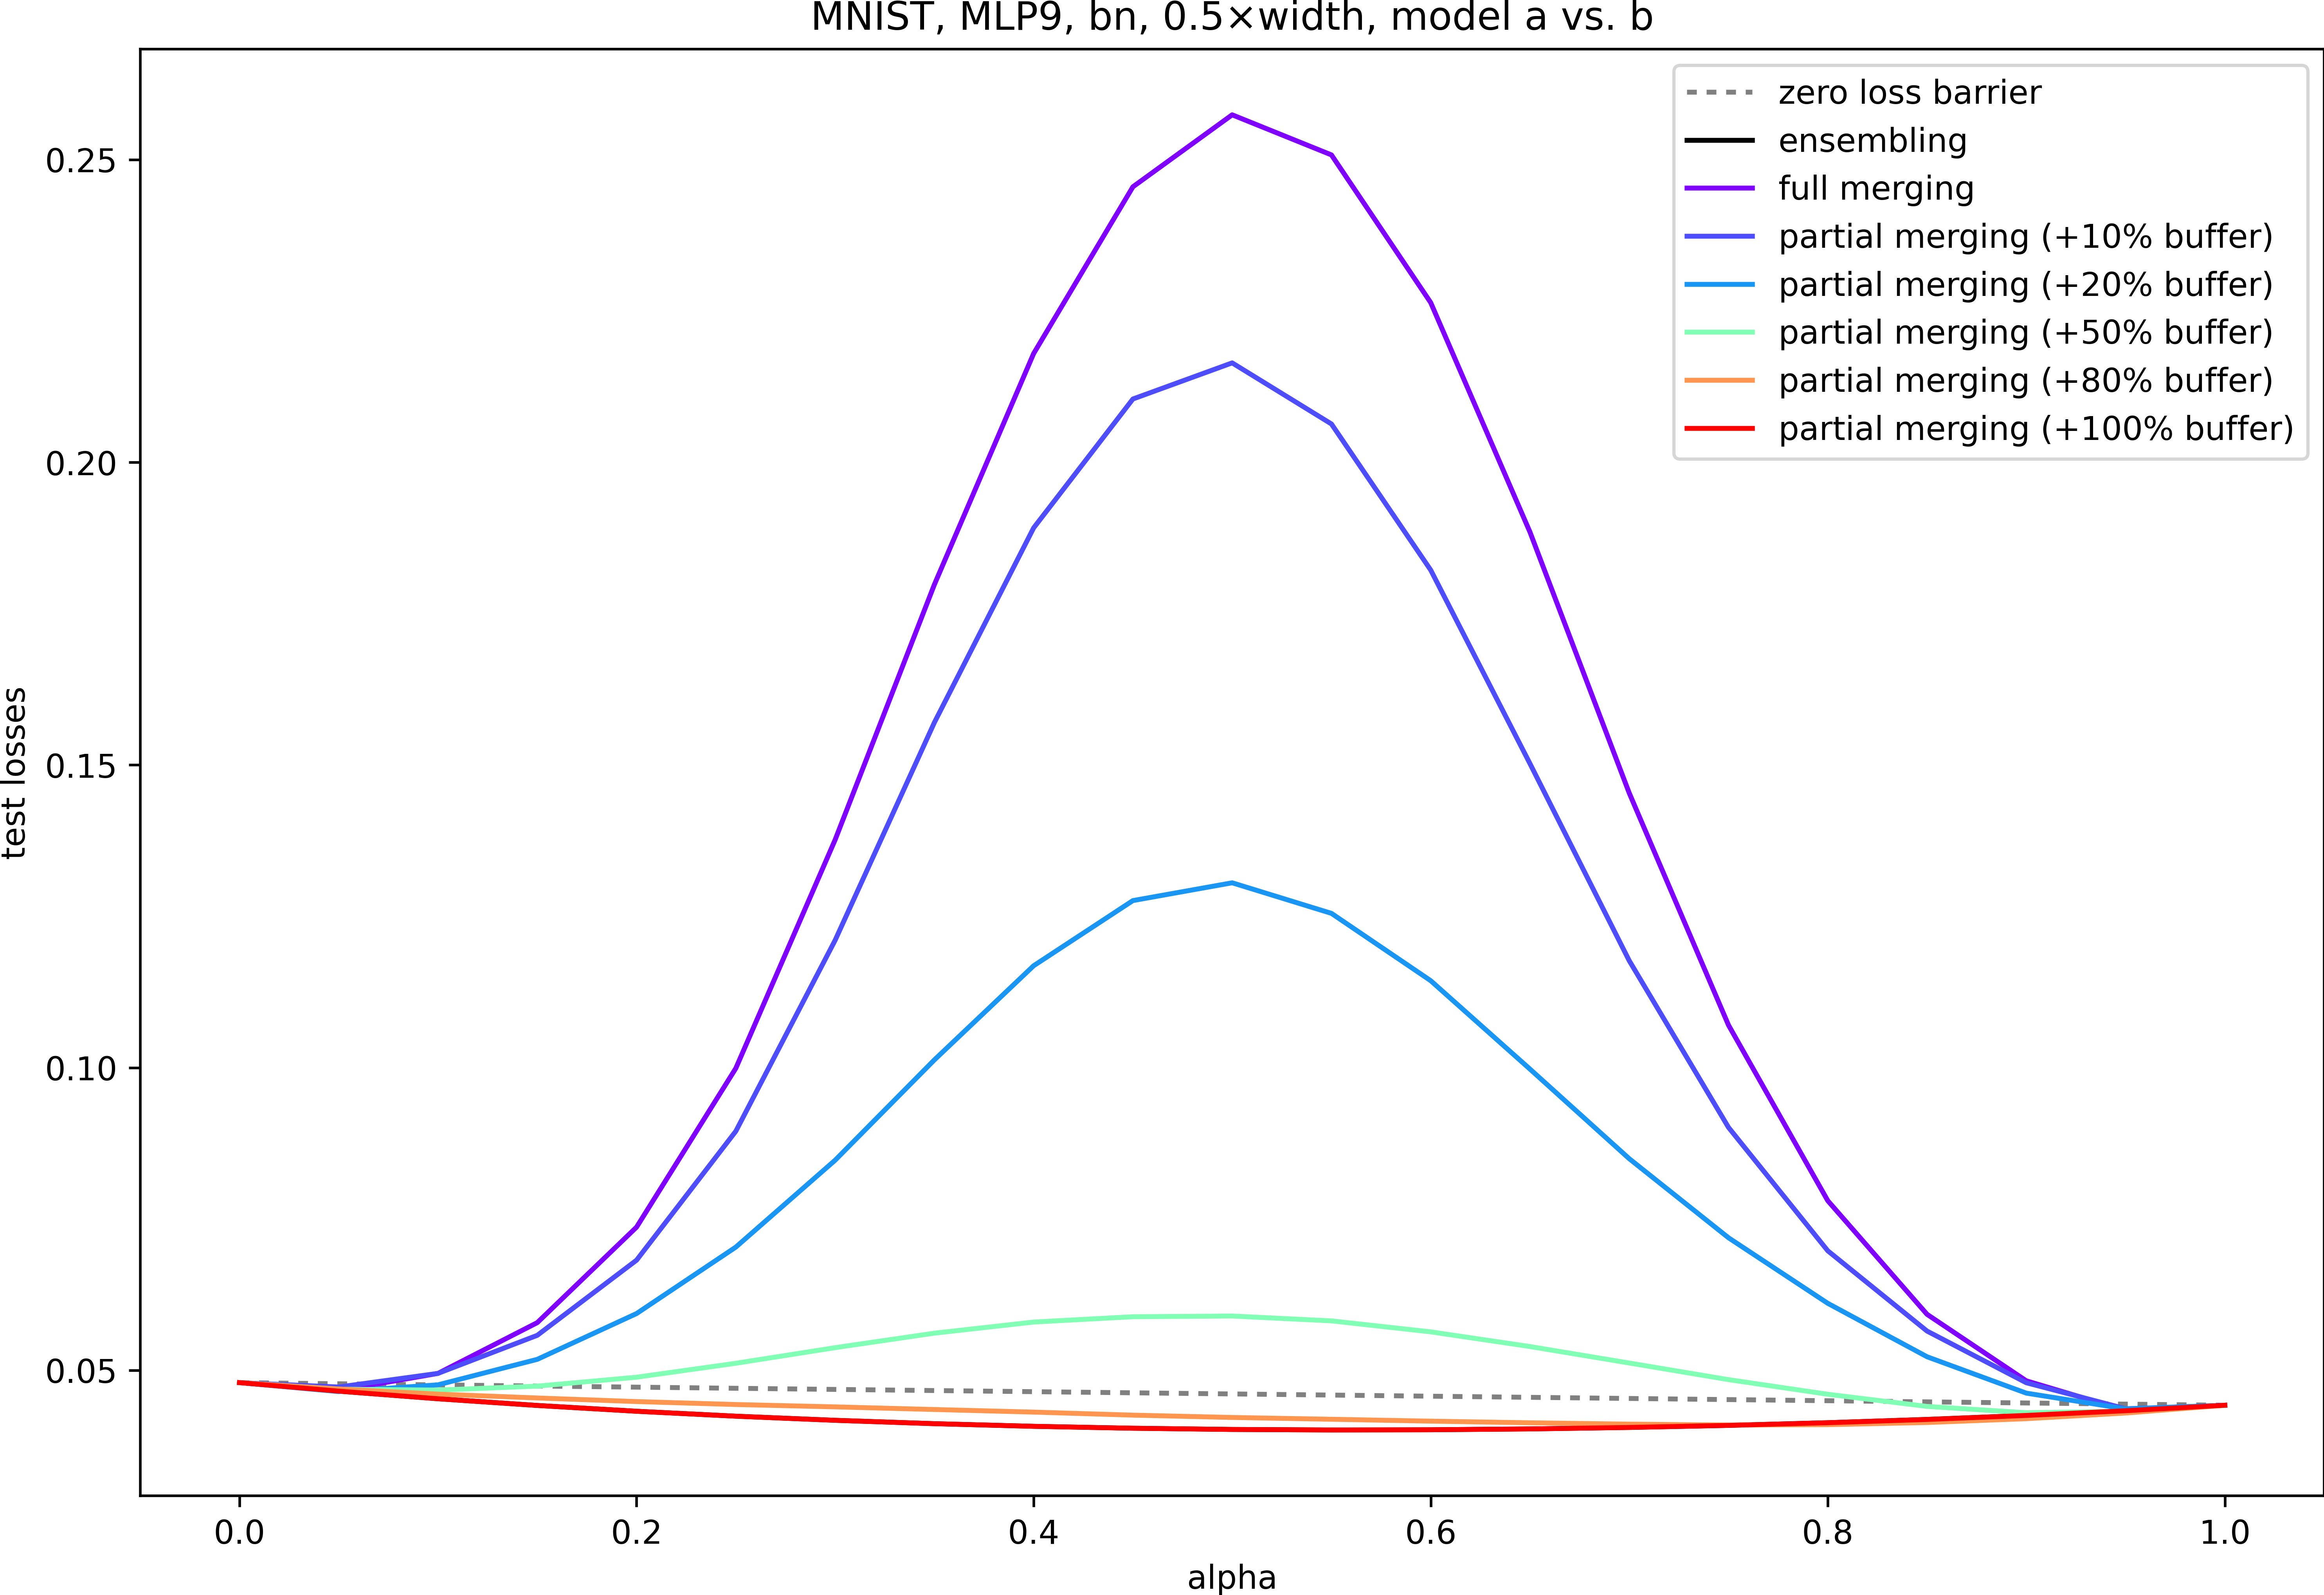 MNIST, MLP9, bn, 0.5×width, model a vs. b
zero loss barrier
ensembling
full merging
partial merging (+10% buffer)
partial merging (+20% buffer)
partial merging (+50% buffer)
partial merging (+80% buffer)
partial merging (+100% buffer)
0.25
0.20
0.15
0.10
0.05
test losses
0.0 0.2 0.4 0.6 0.8 1.0
alpha